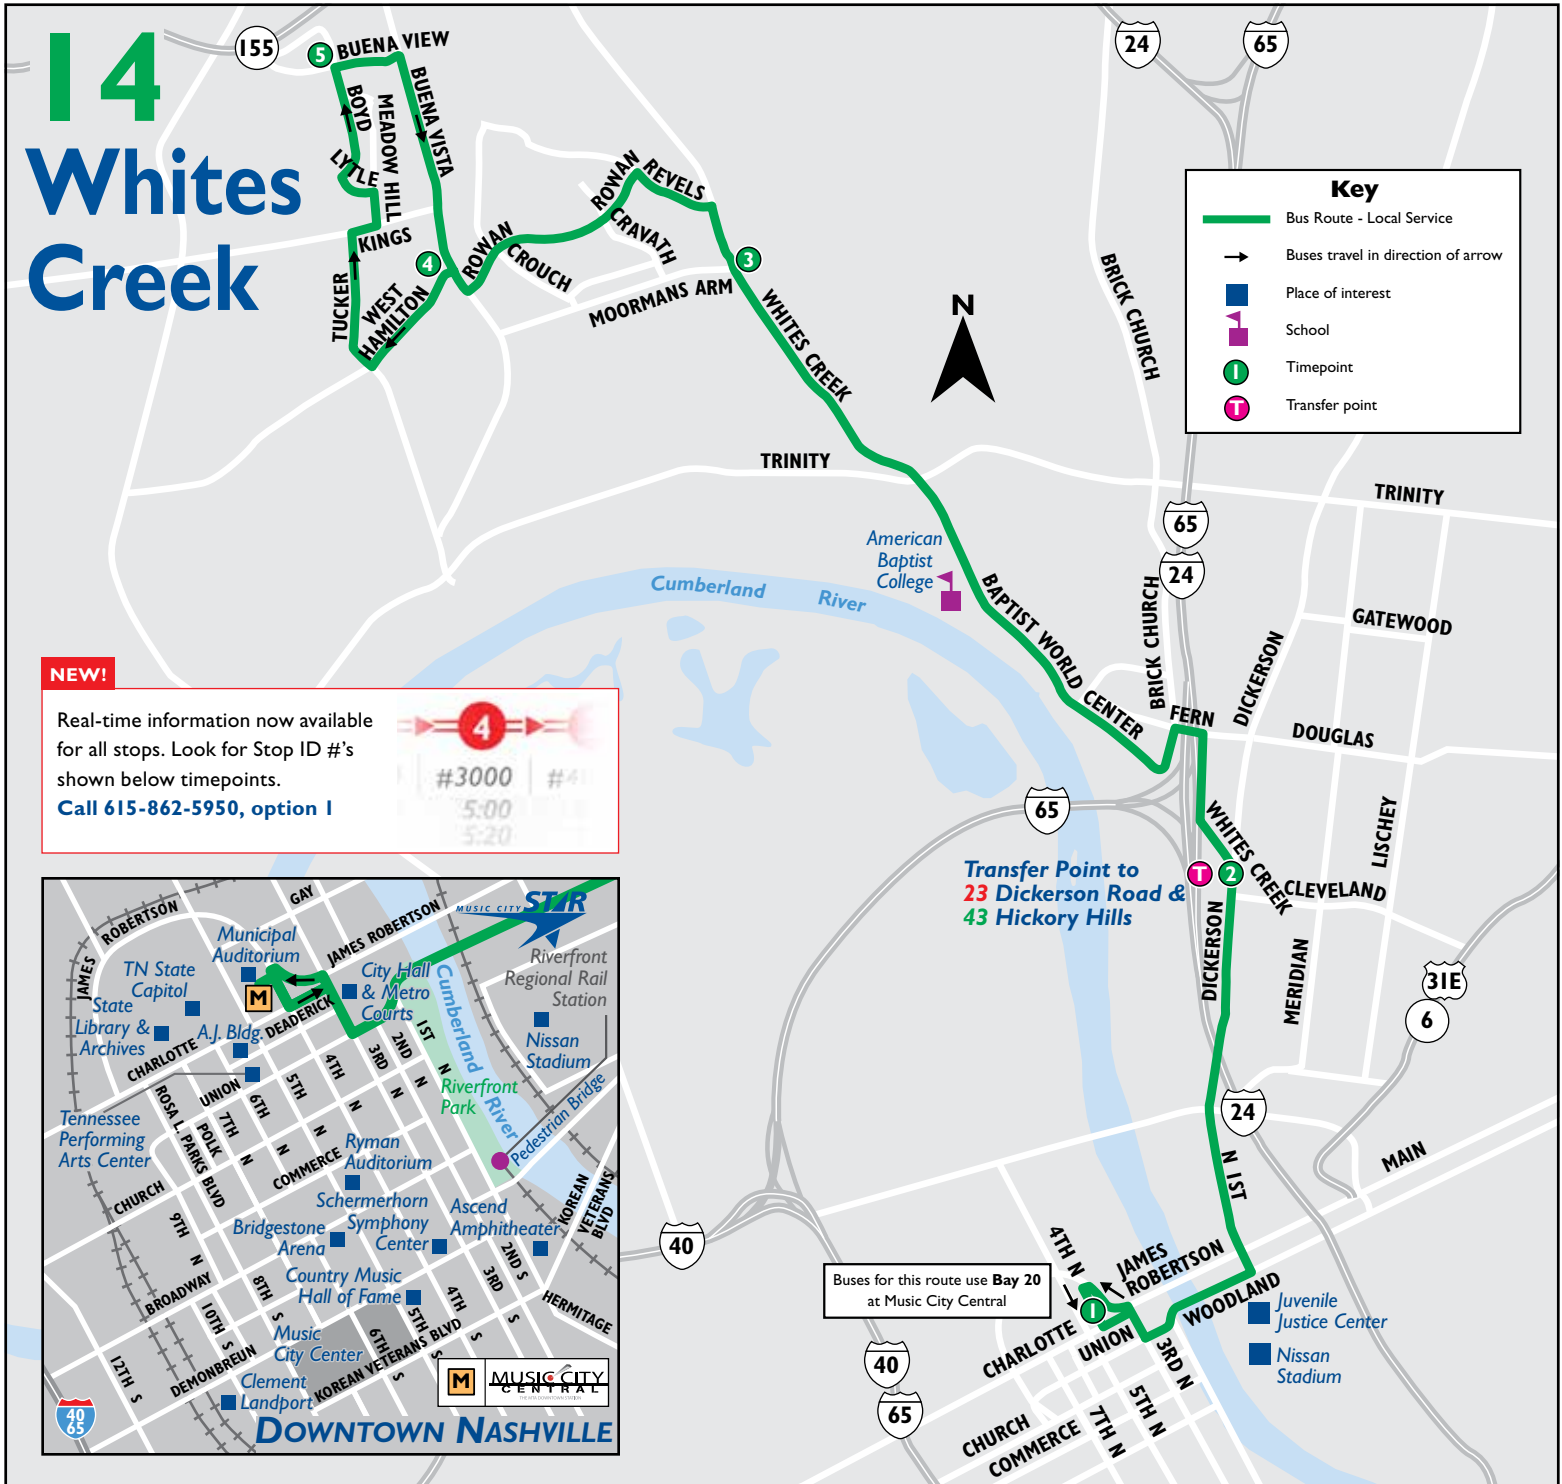 14
Whites
Creek
155
5
BUENA VIEW
BOYD
MEADOW HILL
BUENA VISTA
LYTLE
KINGS
TUCKER
WEST
HAMILTON
4
ROWAN
CROUCH
ROWAN
CRAVATH
REVELS
MOORMANS ARM
3
WHITES CREEK
N
24
65
BRICK CHURCH
Key
Bus Route - Local Service
Buses travel in direction of arrow
Place of interest
School
1
Timepoint
T
Transfer point
TRINITY
TRINITY
65
24
American
Baptist
College
Cumberland
River
BAPTIST WORLD CENTER
BRICK CHURCH
FERN
DICKERSON
GATEWOOD
DOUGLAS
LISCHEY
65
WHITES CREEK
CLEVELAND
Transfer Point to
23 Dickerson Road &
43 Hickory Hills
T
2
DICKERSON
MERIDIAN
31E
6
24
N 1ST
MAIN
40
4TH N
JAMES
ROBERTSON
Buses for this route use Bay 20
at Music City Central
1
WOODLAND
CHARLOTTE
UNION
3RD N
Juvenile
Justice Center
Nissan
Stadium
40
65
CHURCH
COMMERCE
7TH N
5TH N
NEW!
Real-time information now available
for all stops. Look for Stop ID #'s
shown below timepoints.
Call 615-862-5950, option 1
4
#3000
5:00
5:20
JAMES
ROBERTSON
GAY
JAMES ROBERTSON
MUSIC CITY STAR
Riverfront
Regional Rail
Station
Municipal
Auditorium
TN State
Capitol
State
Library &
Archives
A.J. Bldg.
M
DEADERICK
City Hall
& Metro
Courts
Cumberland
River
Nissan
Stadium
CHARLOTTE
UNION
1ST
N
2ND
N
3RD
N
4TH
N
5TH
N
6TH
N
7TH
N
POLK
ROSA L. PARKS BLVD
Riverfront
Park
Pedestrian Bridge
Tennessee
Performing
Arts Center
CHURCH
COMMERCE
Ryman
Auditorium
Schermerhorn
Symphony
Center
Ascend
Amphitheater
KOREAN
VETERANS
BLVD
Bridgestone
Arena
9TH
N
BROADWAY
8TH
S
Country Music
Hall of Fame
2ND S
3RD
S
4TH
S
5TH
S
6TH
S
HERMITAGE
10TH
S
Music
City Center
DEMONBREUN
KOREAN VETERANS BLVD
12TH
S
Clement
Landport
40
65
M
MUSIC CITY
CENTRAL
DOWNTOWN NASHVILLE